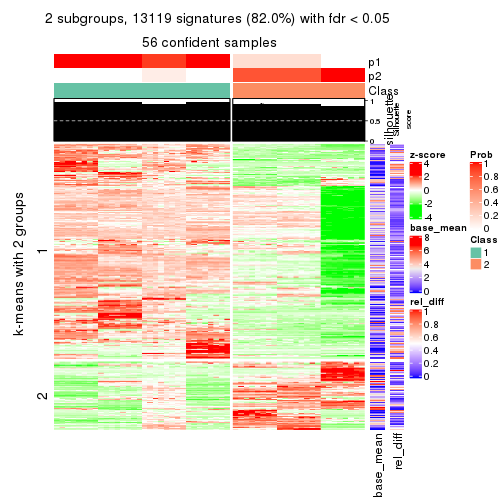 2 subgroups, 13119 signatures (82.0%) with fdr < 0.05
56 confident samples
p1
p2
Class
silhouette
Silhouette
score
1
0.5
0
k-means with 2 groups
1
2
base_mean
rel_diff
z-score
4
2
0
-2
-4
base_mean
8
6
4
2
0
rel_diff
1
0.8
0.6
0.4
0.2
0
Prob
1
0.8
0.6
0.4
0.2
0
Class
1
2